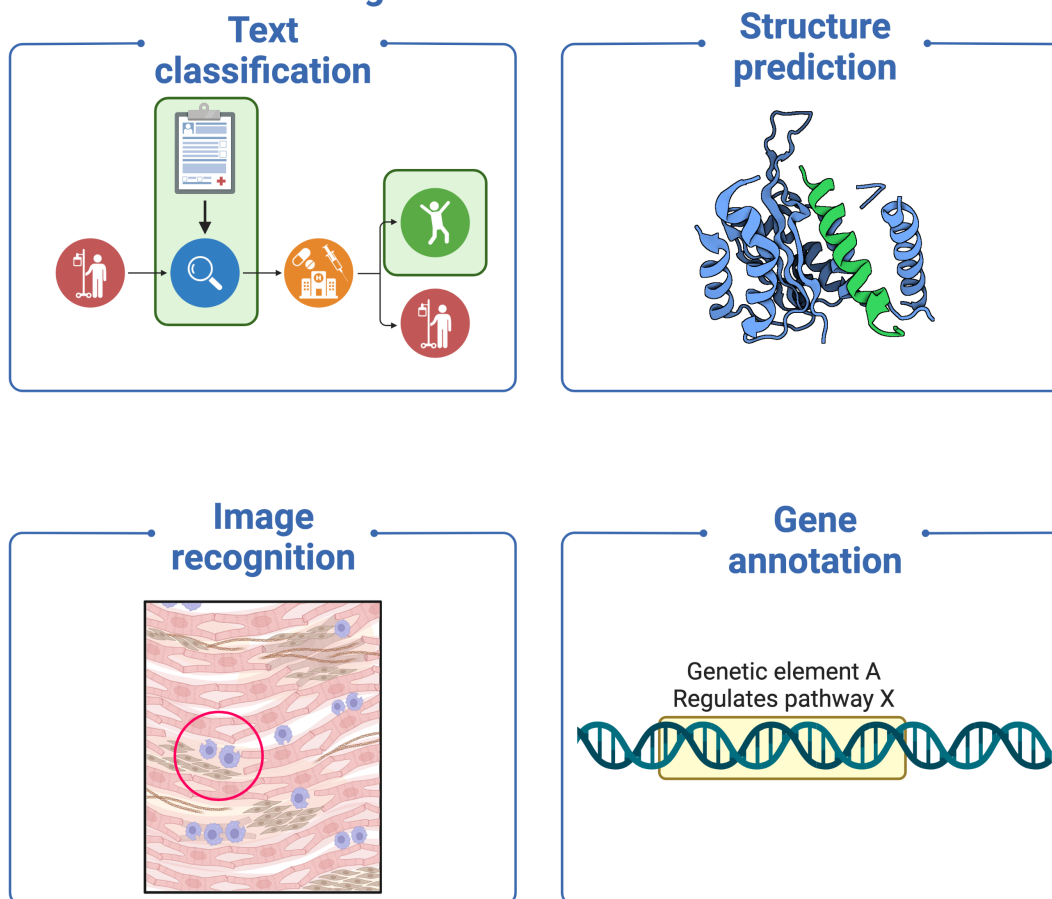 Text
classification
Structure
prediction
H
Image
recognition
Gene
annotation
Genetic element A
Regulates pathway X